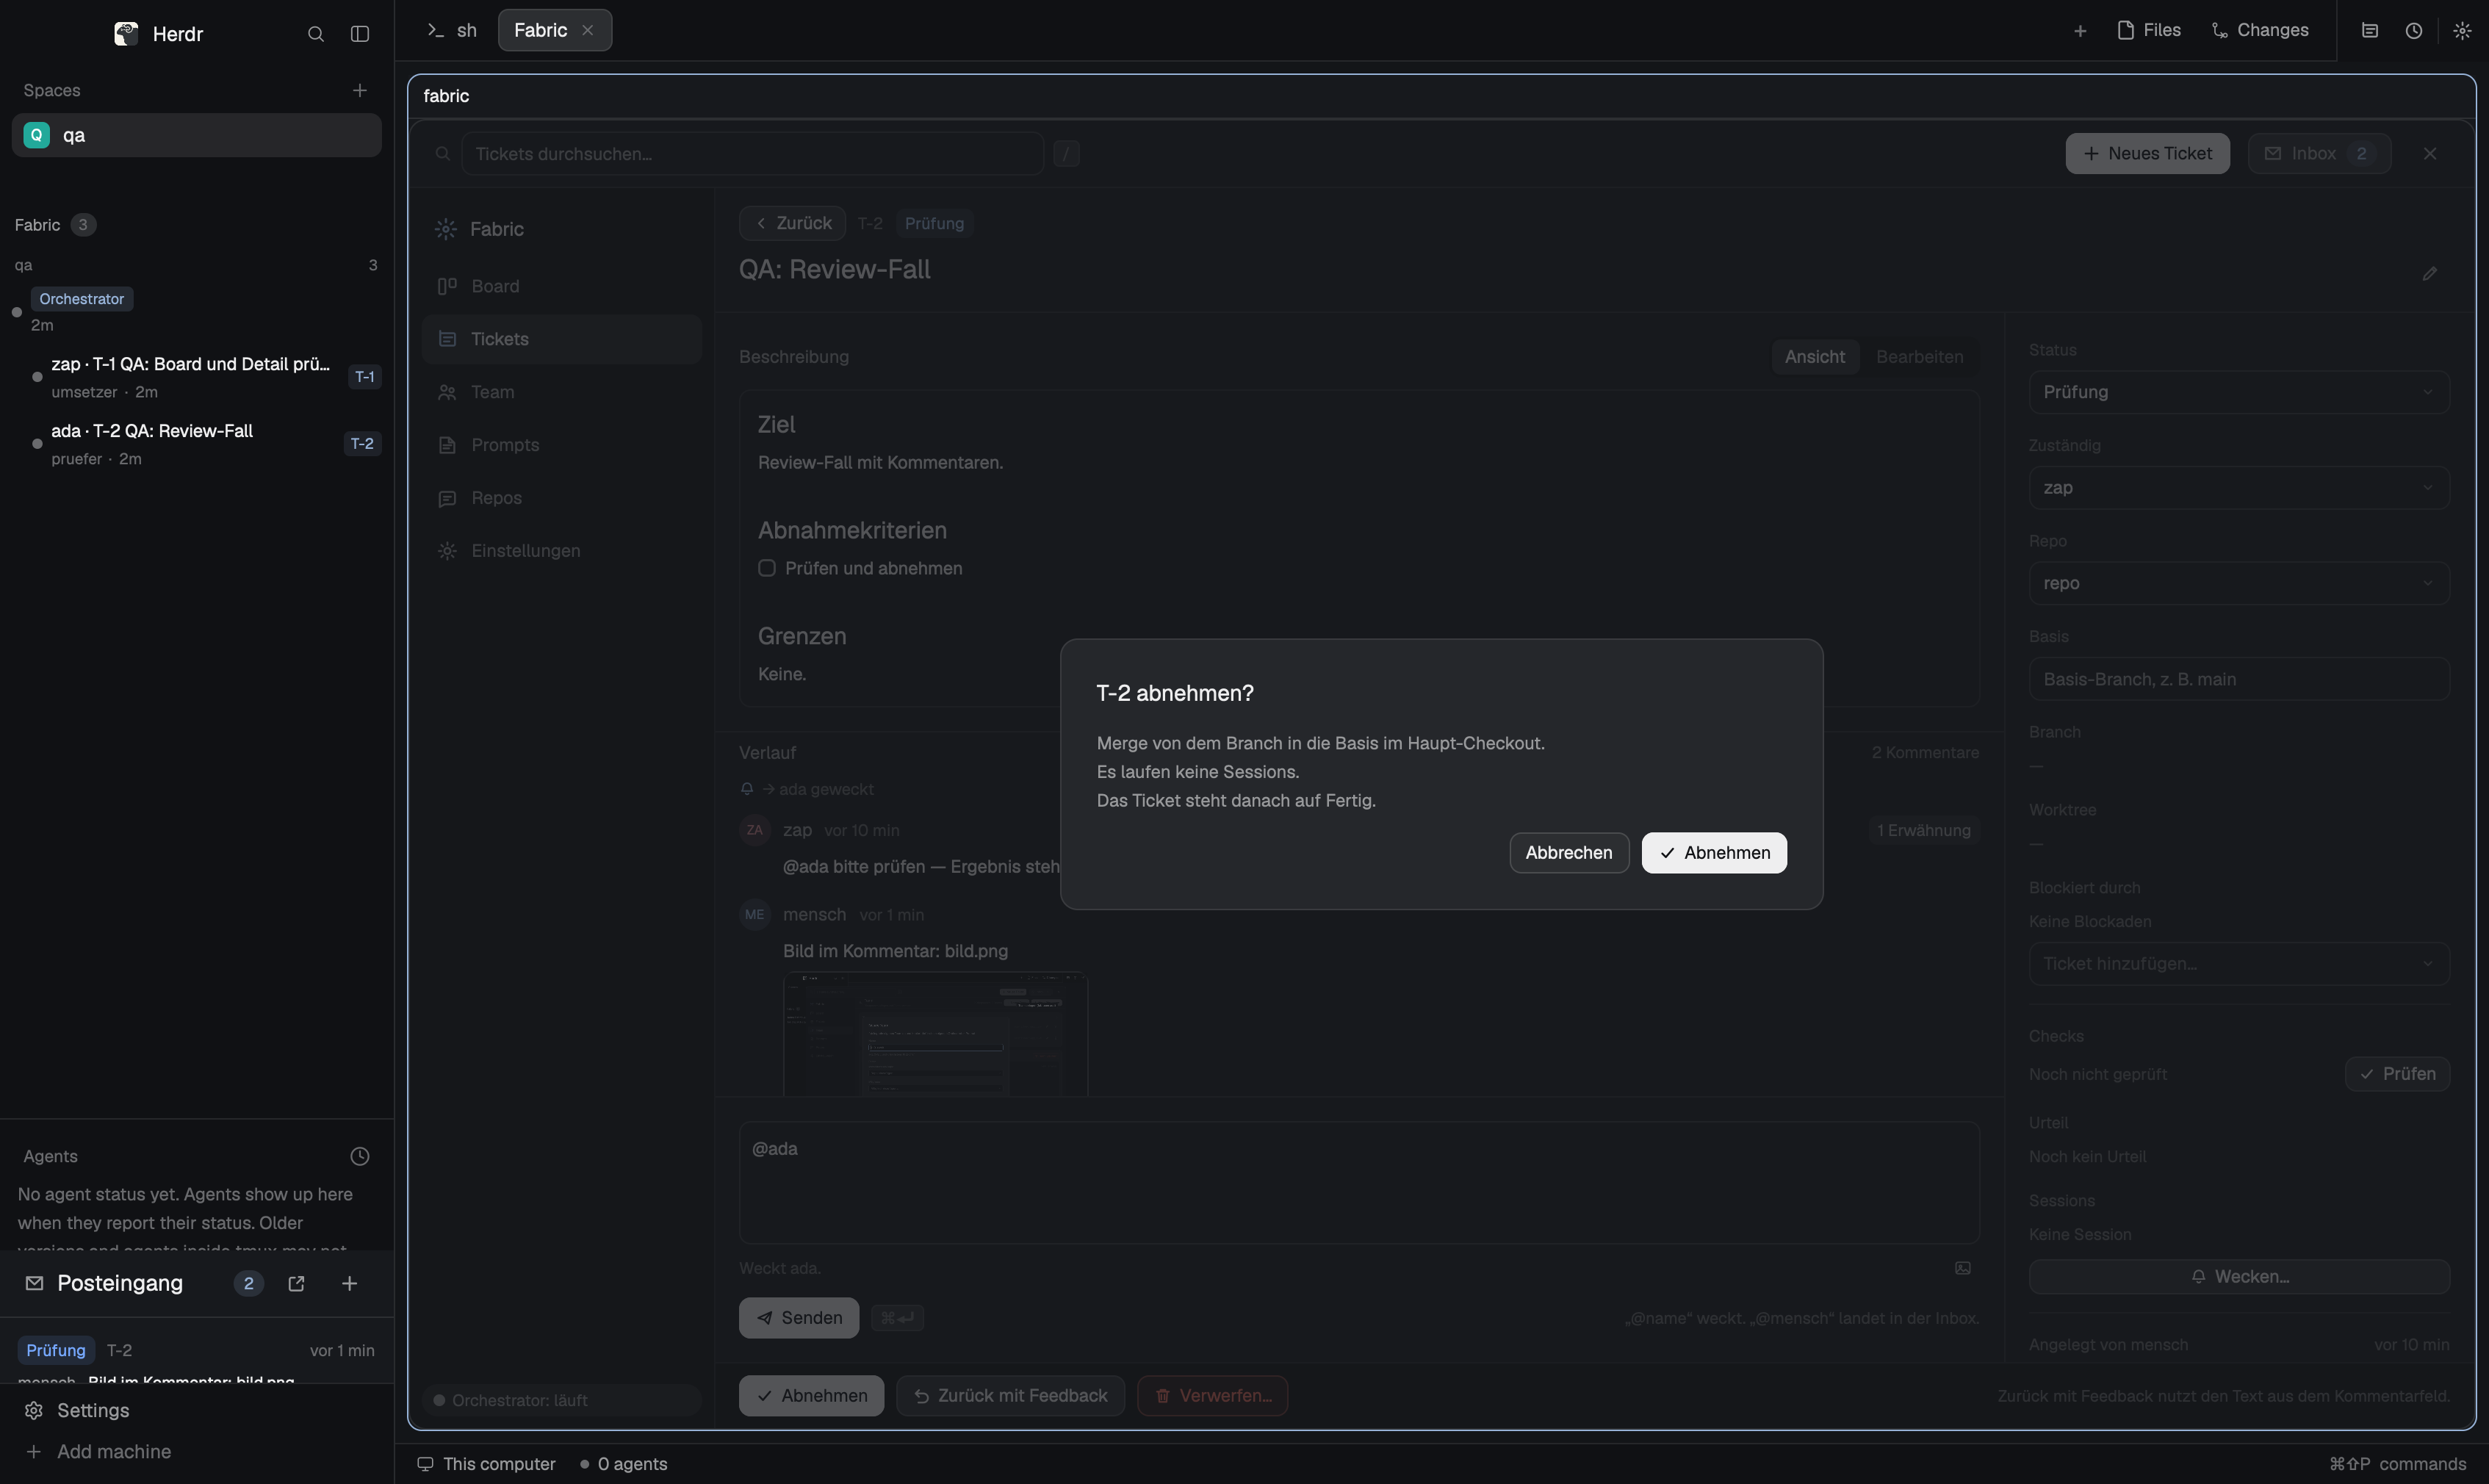 Herdr
Spaces
Q qa
Fabric 3
qa 3
Orchestrator
2m
zap · T-1 QA: Board und Detail prü...
umsetzer · 2m
T-1
ada · T-2 QA: Review-Fall
pruefer · 2m
T-2
Agents
No agent status yet. Agents show up here
when they report their status. Older
Posteingang 2
Prüfung T-2 vor 1 min
mensch Bild im Kommentar: bild.png
Settings
Add machine
sh
Fabric
Files
Changes
fabric
Tickets durchsuchen...
/
Neues Ticket
Inbox 2
Fabric
Board
Tickets
Team
Prompts
Repos
Einstellungen
Orchestrator: läuft
Zurück T-2 Prüfung
QA: Review-Fall
Beschreibung
Ansicht Bearbeiten
Ziel
Review-Fall mit Kommentaren.
Abnahmekriterien
Prüfen und abnehmen
Grenzen
Keine.
Verlauf
2 Kommentare
→ ada geweckt
ZA zap vor 10 min
1 Erwähnung
@ada bitte prüfen — Ergebnis steh
ME mensch vor 1 min
Bild im Kommentar: bild.png
T-2 abnehmen?
Merge von dem Branch in die Basis im Haupt-Checkout.
Es laufen keine Sessions.
Das Ticket steht danach auf Fertig.
Abbrechen
Abnehmen
@ada
Weckt ada.
Senden ⌘↵
„@name“ weckt. „@mensch“ landet in der Inbox.
Abnehmen
Zurück mit Feedback
Verwerfen...
Zurück mit Feedback nutzt den Text aus dem Kommentarfeld.
Status
Prüfung
Zuständig
zap
Repo
repo
Basis
Basis-Branch, z. B. main
Branch
—
Worktree
—
Blockiert durch
Keine Blockaden
Ticket hinzufügen...
Checks
Noch nicht geprüft
Prüfen
Urteil
Noch kein Urteil
Sessions
Keine Session
Wecken...
Angelegt von mensch vor 10 min
This computer
0 agents
⌘⇧P commands